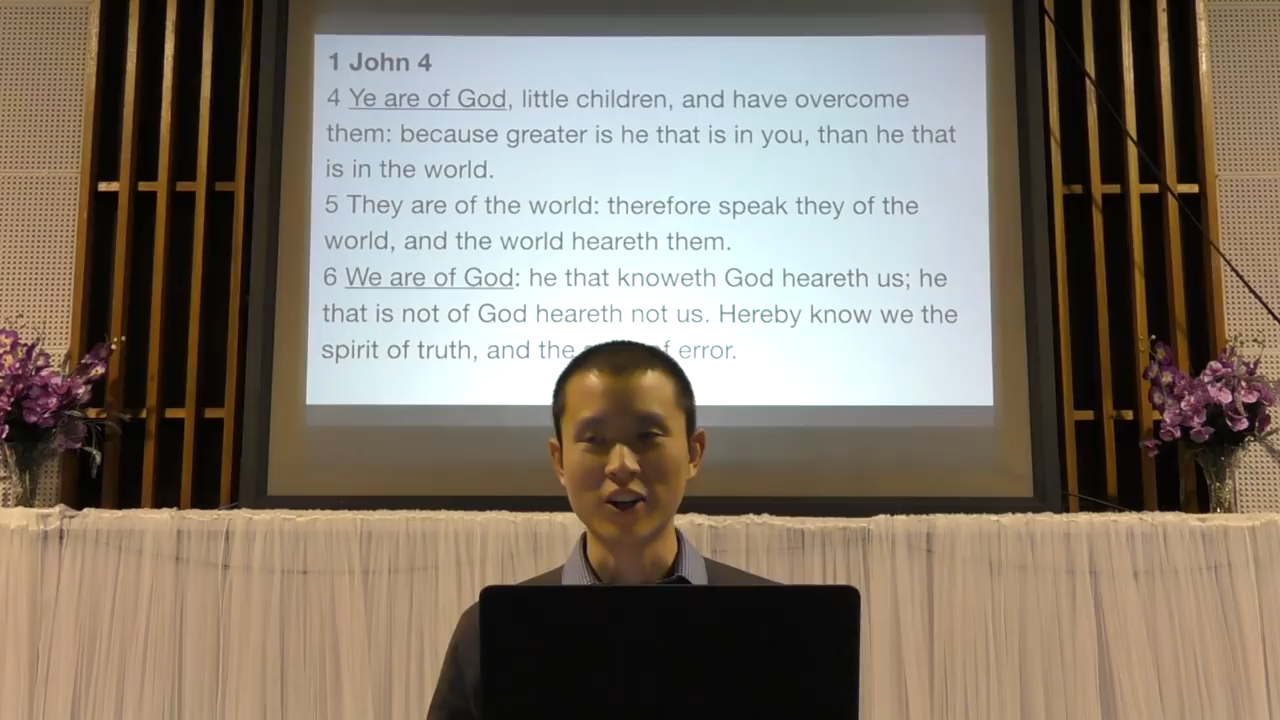 1 John 4
4 Ye are of God, little children, and have overcome
them: because greater is he that is in you, than he that
is in the world.
5 They are of the world: therefore speak they of the
world, and the world heareth them.
6 We are of God: he that knoweth God heareth us; he
that is not of God heareth not us. Hereby know we the
spirit of truth, and the of error.